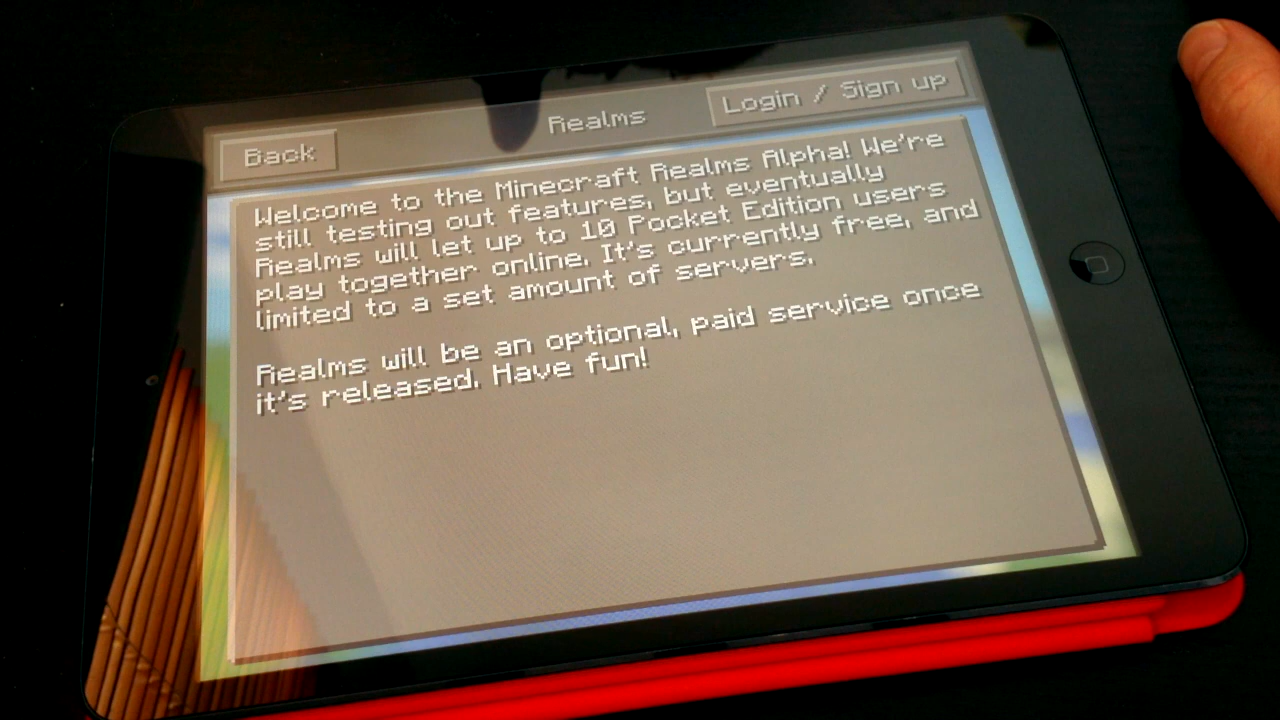 Back
Realms
Login / Sign up
Welcome to the Minecraft Realms Alpha! We're
still testing out features, but eventually
Realms will let up to 10 Pocket Edition users
play together online. It's currently free, and
limited to a set amount of servers.
Realms will be an optional, paid service once
it's released. Have fun!